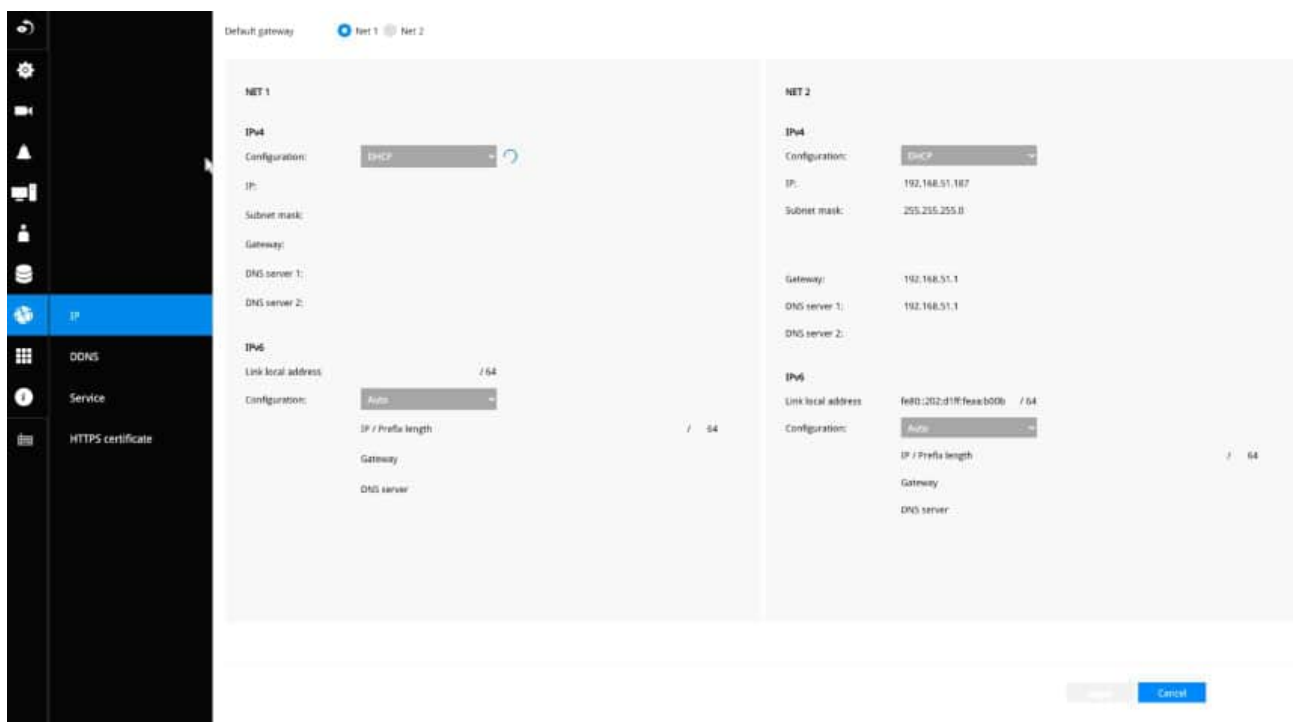 Default gateway Net 1 Net 2
NET 1
IPv4
Configuration: DHCP
IP:
Subnet mask:
Gateway:
DNS server 1:
DNS server 2:
IPv6
Link local address / 64
Configuration: Auto
IP / Prefix length / 64
Gateway
DNS server
NET 2
IPv4
Configuration: DHCP
IP: 192.168.51.187
Subnet mask: 255.255.255.0
Gateway: 192.168.51.1
DNS server 1: 192.168.51.1
DNS server 2:
IPv6
Link local address fe80::202:d1ff:feaa:b00b / 64
Configuration: Auto
IP / Prefix length / 64
Gateway
DNS server
IP
DDNS
Service
HTTPS certificate
Cancel